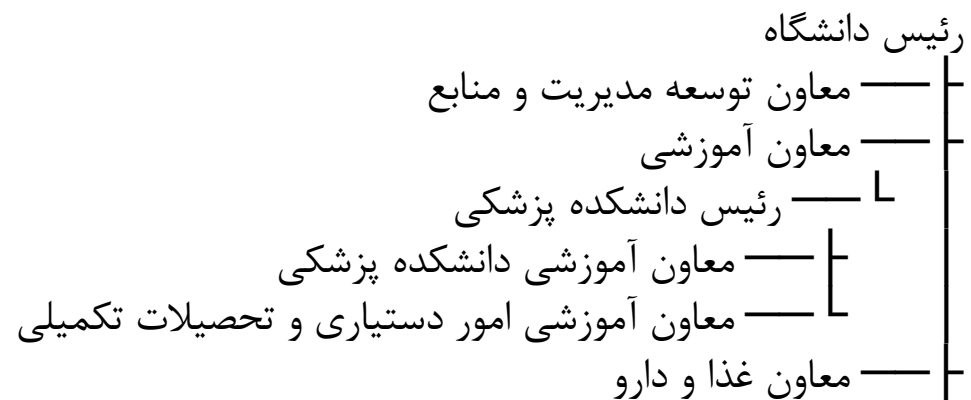 رئیس دانشگاه
├── معاون توسعه مدیریت و منابع
├── معاون آموزشی
│   └── رئیس دانشکده پزشکی
│       ├── معاون آموزشی دانشکده پزشکی
│       └── معاون آموزشی امور دستیاری و تحصیلات تکمیلی
├── معاون غذا و دارو